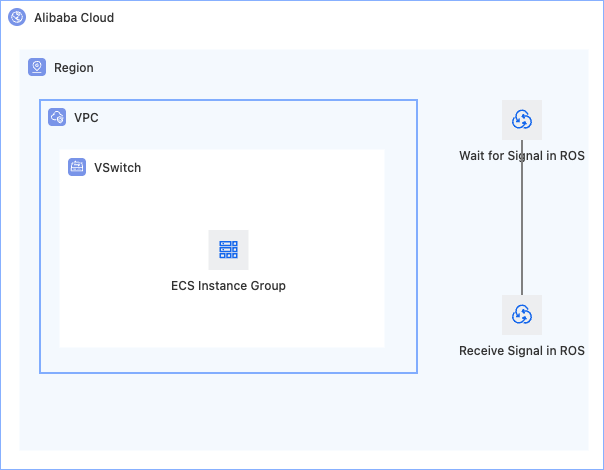 Alibaba Cloud
Region
VPC
VSwitch
ECS Instance Group
Wait for Signal in ROS
Receive Signal in ROS